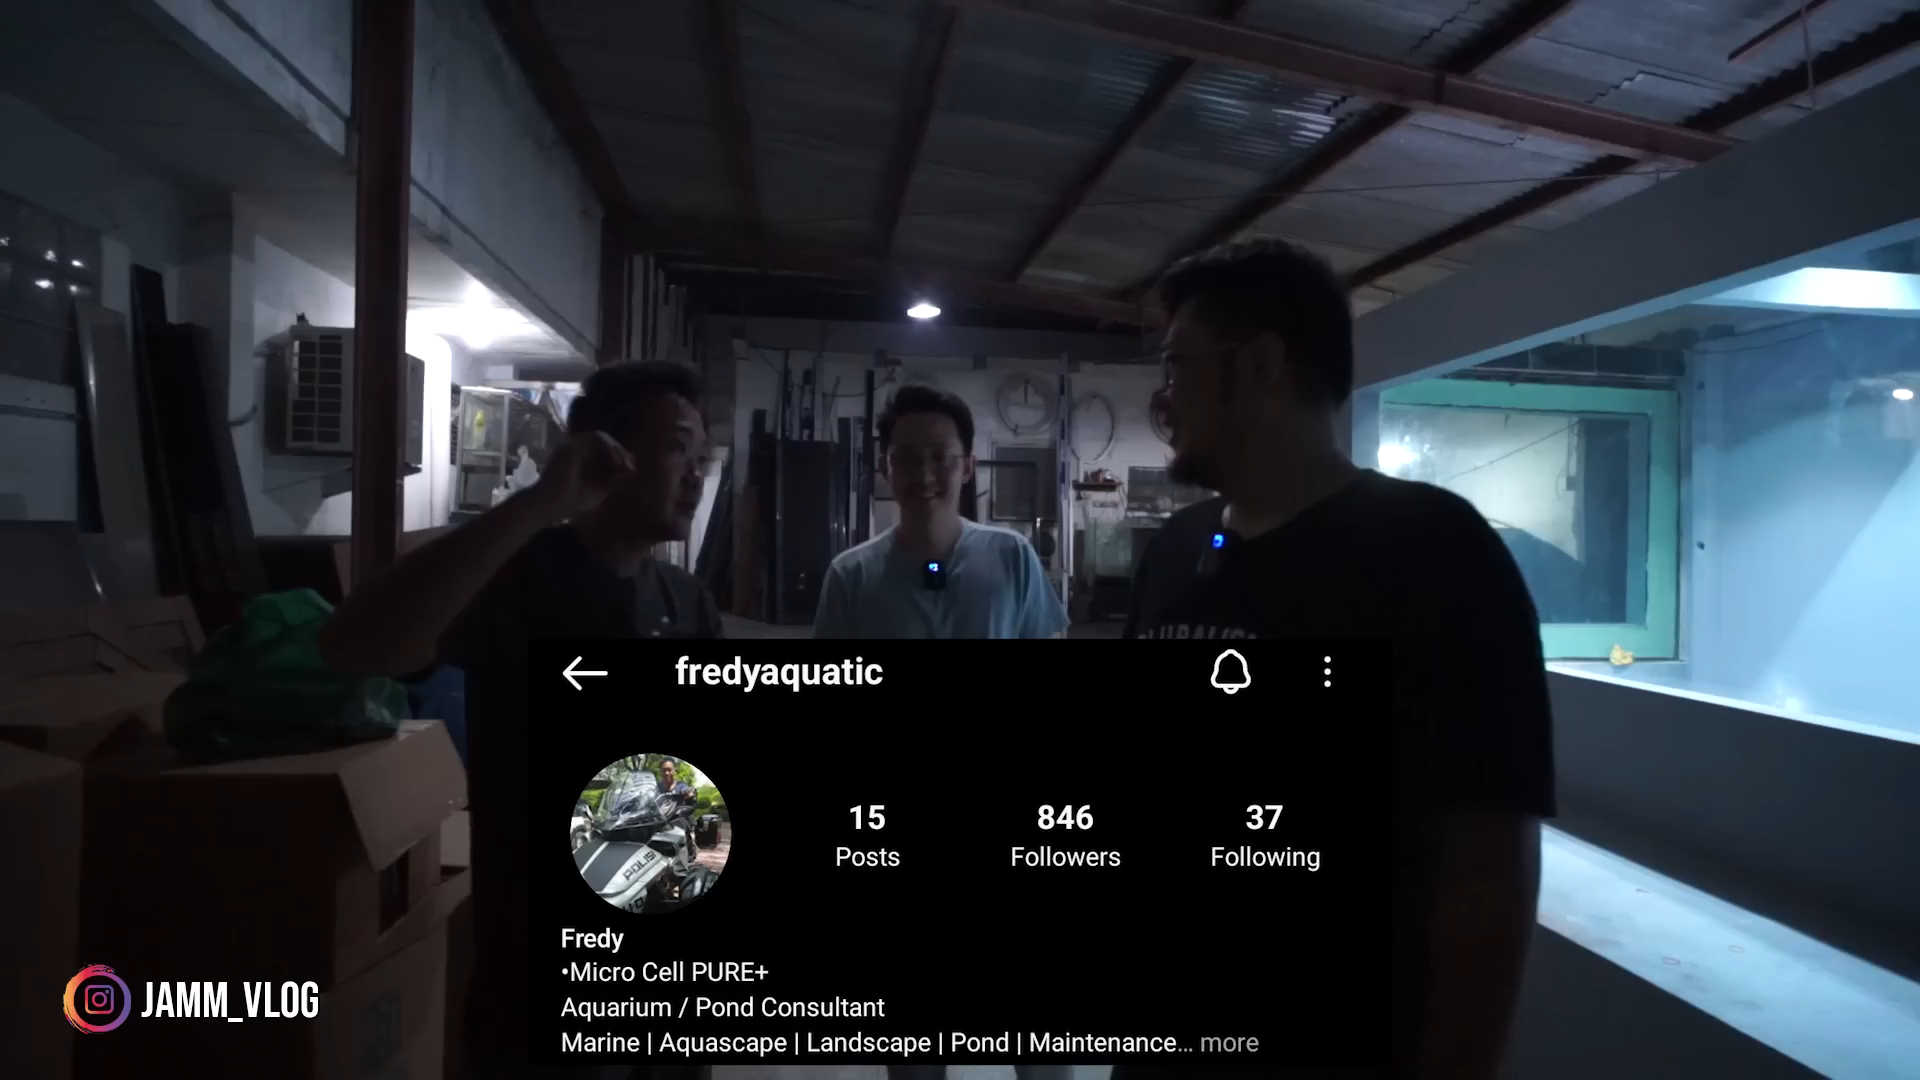 fredyaquatic
15 846 37
Posts Followers Following
Fredy
•Micro Cell PURE+
Aquarium / Pond Consultant
Marine | Aquascape | Landscape | Pond | Maintenance... more
JAMM_VLOG
POLISI